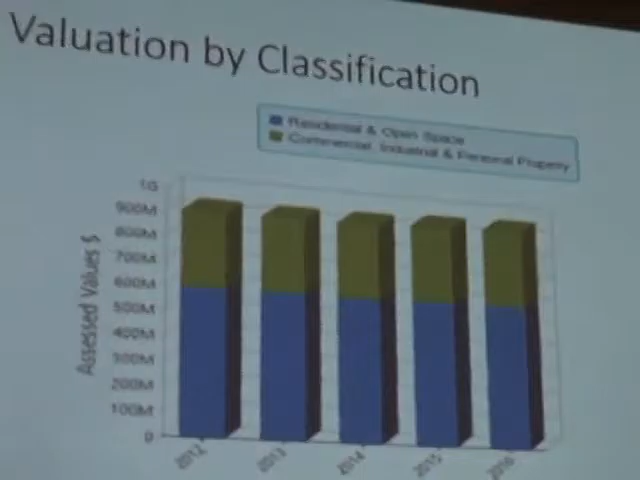 Valuation by Classification
Residential & Open Space
Commercial, Industrial & Personal Property
Assessed Values $
1G
900M
800M
700M
600M
500M
400M
300M
200M
100M
0
2012
2013
2014
2015
2016